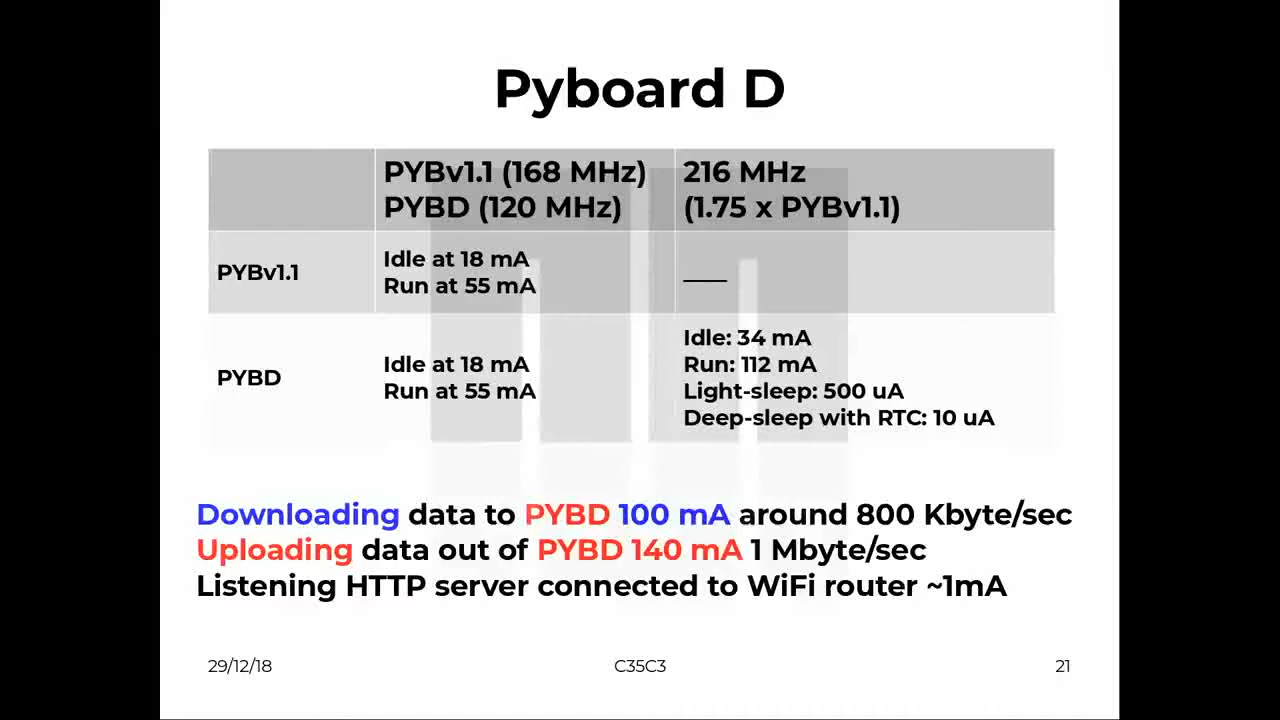 Pyboard D
PYBv1.1 (168 MHz)
PYBD (120 MHz)
216 MHz
(1.75 x PYBv1.1)
PYBv1.1
Idle at 18 mA
Run at 55 mA
PYBD
Idle at 18 mA
Run at 55 mA
Idle: 34 mA
Run: 112 mA
Light-sleep: 500 uA
Deep-sleep with RTC: 10 uA
Downloading data to PYBD 100 mA around 800 Kbyte/sec
Uploading data out of PYBD 140 mA 1 Mbyte/sec
Listening HTTP server connected to WiFi router ~1mA
29/12/18
C35C3
21